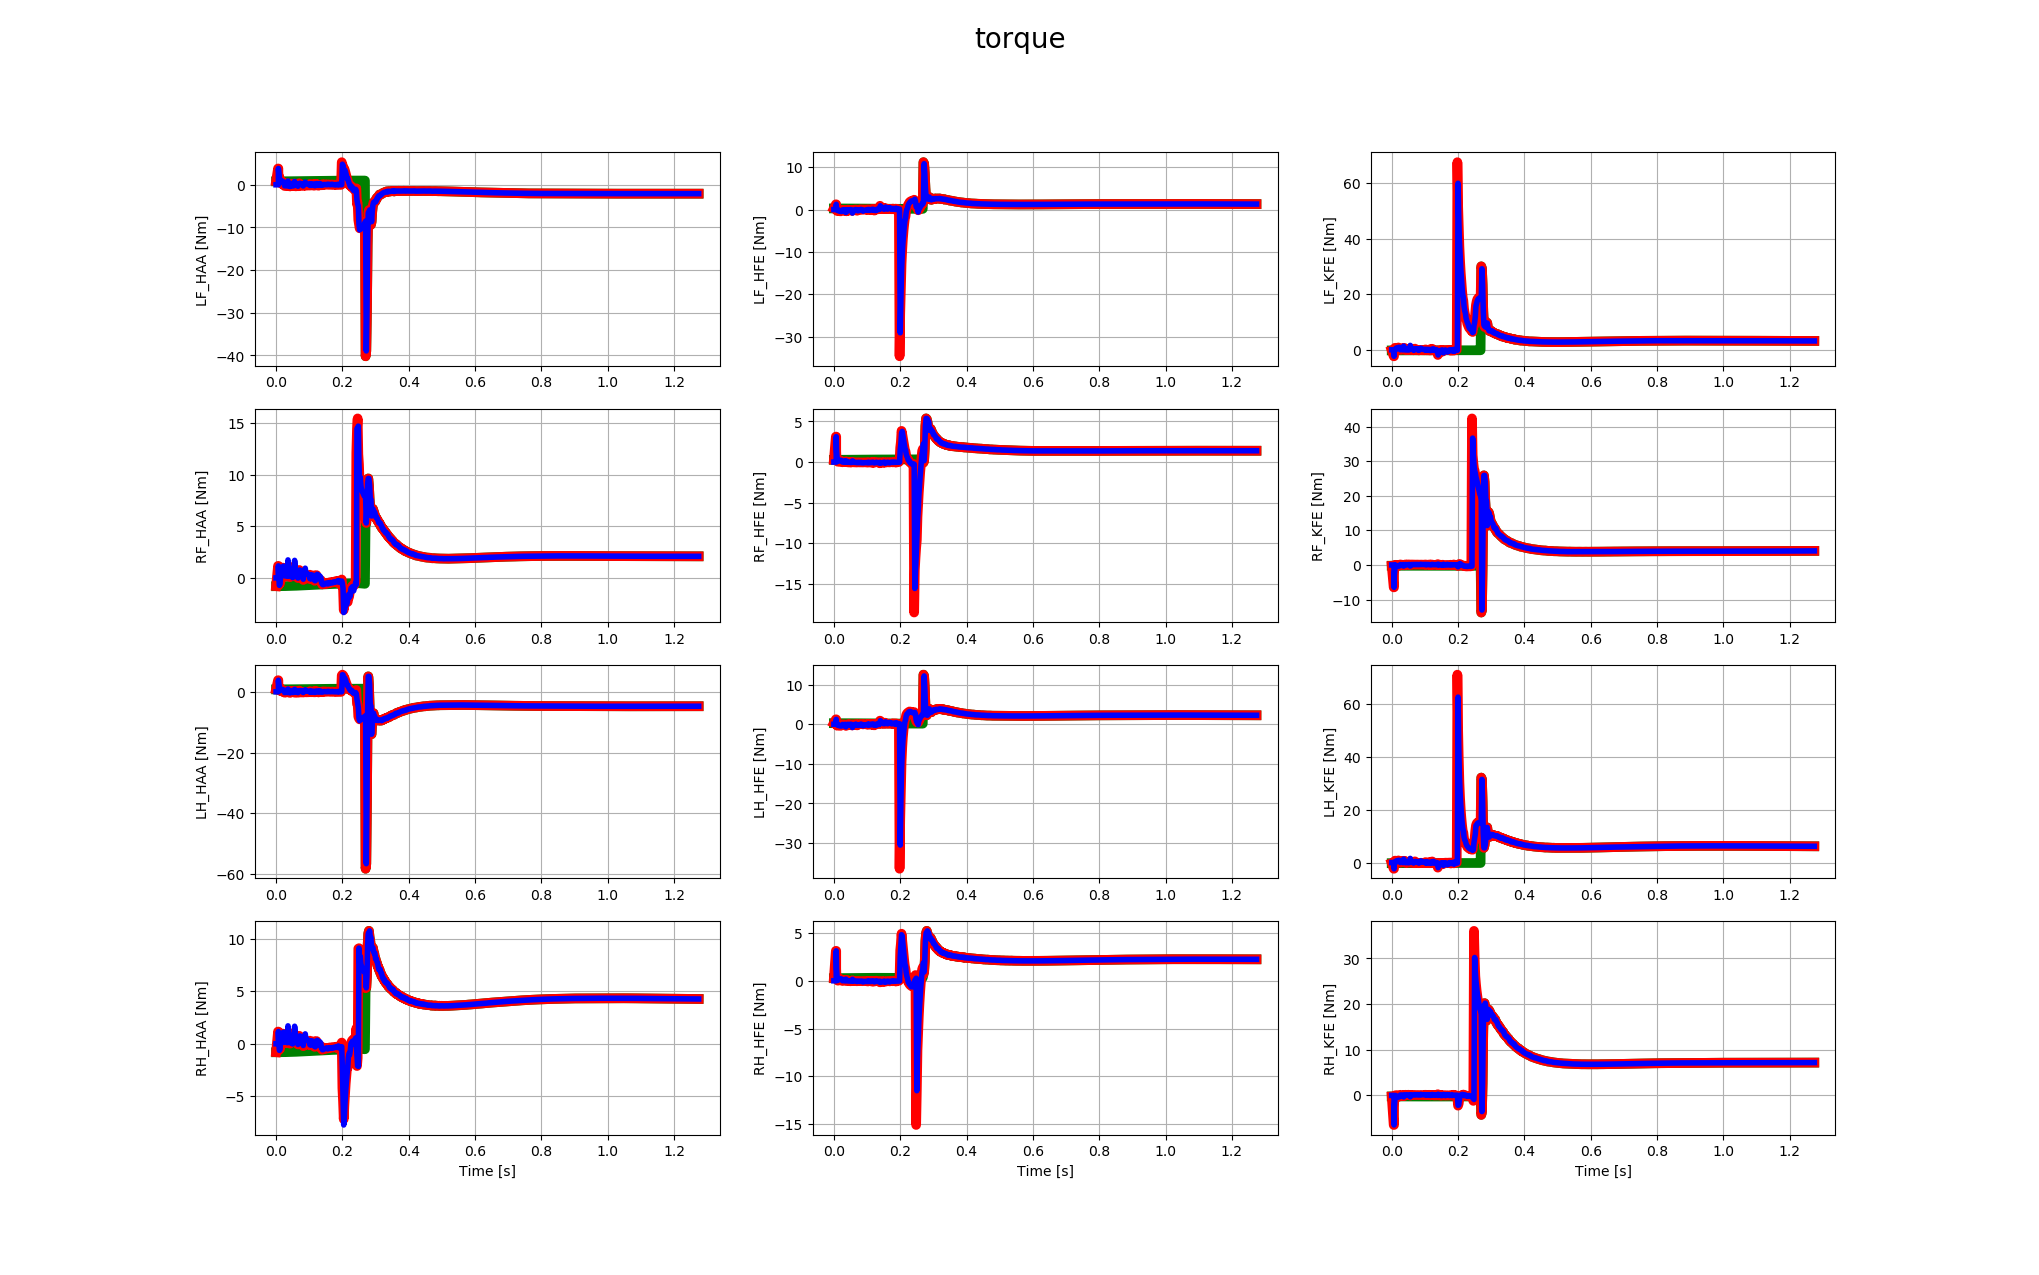 torque
LF_HAA [Nm]
0
−10
−20
−30
−40
0.0 0.2 0.4 0.6 0.8 1.0 1.2
LF_HFE [Nm]
10
0
−10
−20
−30
0.0 0.2 0.4 0.6 0.8 1.0 1.2
LF_KFE [Nm]
60
40
20
0
0.0 0.2 0.4 0.6 0.8 1.0 1.2
RF_HAA [Nm]
15
10
5
0
0.0 0.2 0.4 0.6 0.8 1.0 1.2
RF_HFE [Nm]
5
0
−5
−10
−15
0.0 0.2 0.4 0.6 0.8 1.0 1.2
RF_KFE [Nm]
40
30
20
10
0
−10
0.0 0.2 0.4 0.6 0.8 1.0 1.2
LH_HAA [Nm]
0
−20
−40
−60
0.0 0.2 0.4 0.6 0.8 1.0 1.2
LH_HFE [Nm]
10
0
−10
−20
−30
0.0 0.2 0.4 0.6 0.8 1.0 1.2
LH_KFE [Nm]
60
40
20
0
0.0 0.2 0.4 0.6 0.8 1.0 1.2
RH_HAA [Nm]
10
5
0
−5
0.0 0.2 0.4 0.6 0.8 1.0 1.2
Time [s]
RH_HFE [Nm]
5
0
−5
−10
−15
0.0 0.2 0.4 0.6 0.8 1.0 1.2
Time [s]
RH_KFE [Nm]
30
20
10
0
0.0 0.2 0.4 0.6 0.8 1.0 1.2
Time [s]